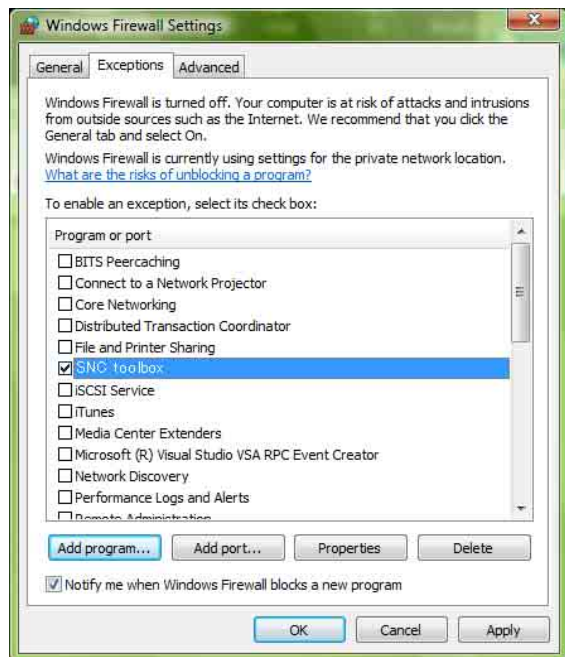 Windows Firewall Settings
General Exceptions Advanced
Windows Firewall is turned off. Your computer is at risk of attacks and intrusions
from outside sources such as the Internet. We recommend that you click the
General tab and select On.
Windows Firewall is currently using settings for the private network location.
What are the risks of unblocking a program?
To enable an exception, select its check box:
Program or port
BITS Peercaching
Connect to a Network Projector
Core Networking
Distributed Transaction Coordinator
File and Printer Sharing
SNC toolbox
iSCSI Service
iTunes
Media Center Extenders
Microsoft (R) Visual Studio VSA RPC Event Creator
Network Discovery
Performance Logs and Alerts
Remote Administration
Add program... Add port... Properties Delete
Notify me when Windows Firewall blocks a new program
OK Cancel Apply